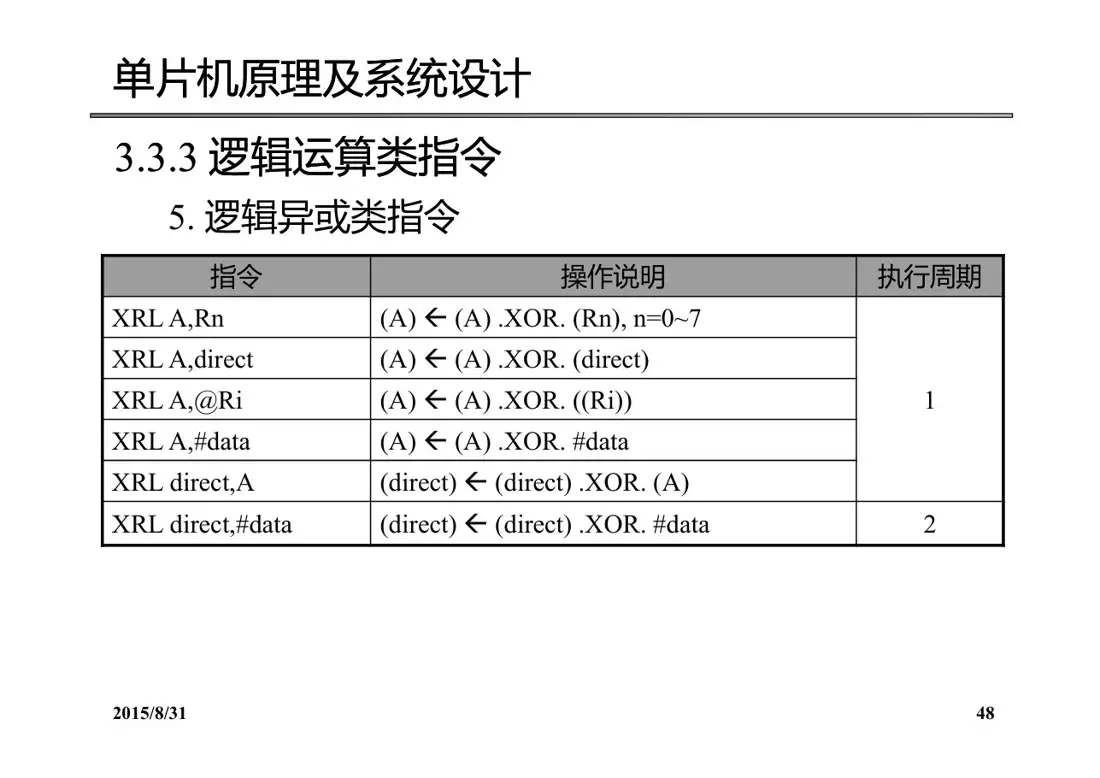 单片机原理及系统设计
3.3.3 逻辑运算类指令
5. 逻辑异或类指令
指令 操作说明 执行周期
XRL A,Rn (A) ← (A) .XOR. (Rn), n=0~7
XRL A,direct (A) ← (A) .XOR. (direct)
XRL A,@Ri (A) ← (A) .XOR. ((Ri)) 1
XRL A,#data (A) ← (A) .XOR. #data
XRL direct,A (direct) ← (direct) .XOR. (A)
XRL direct,#data (direct) ← (direct) .XOR. #data 2
2015/8/31 48